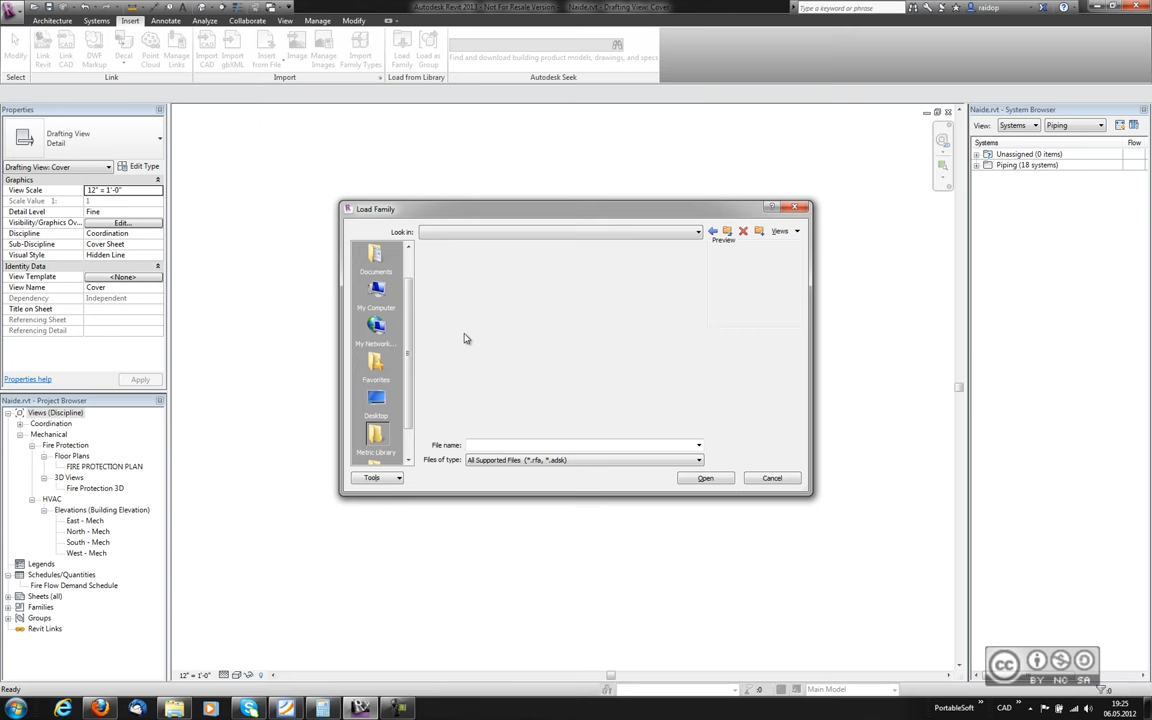 Autodesk Revit 2013 - Not For Resale Version - Naide.rvt - Drafting View: Cover
Type a keyword or phrase
raidop
Architecture Systems Insert Annotate Analyze Collaborate View Manage Modify
Modify
Link Revit
Link CAD
DWF Markup
Decal
Point Cloud
Manage Links
Import CAD
Import gbXML
Insert from File
Image
Manage Images
Import Family Types
Load Family
Load as Group
Find and download building product models, drawings, and specs
Select
Link
Import
Load from Library
Autodesk Seek
Properties
Drafting View
Detail
Drafting View: Cover
Edit Type
Graphics
View Scale 12" = 1'-0"
Scale Value 1: 1
Detail Level Fine
Visibility/Graphics Ov... Edit...
Discipline Coordination
Sub-Discipline Cover Sheet
Visual Style Hidden Line
Identity Data
View Template <None>
View Name Cover
Dependency Independent
Title on Sheet
Referencing Sheet
Referencing Detail
Properties help
Apply
Naide.rvt - Project Browser
Views (Discipline)
Coordination
Mechanical
Fire Protection
Floor Plans
FIRE PROTECTION PLAN
3D Views
Fire Protection 3D
HVAC
Elevations (Building Elevation)
East - Mech
North - Mech
South - Mech
West - Mech
Legends
Schedules/Quantities
Fire Flow Demand Schedule
Sheets (all)
Families
Groups
Revit Links
Load Family
Look in:
Views
Preview
Documents
My Computer
My Network...
Favorites
Desktop
Metric Library
File name:
Files of type: All Supported Files (*.rfa, *.adsk)
Tools
Open
Cancel
Naide.rvt - System Browser
View: Systems Piping
Systems Flow
Unassigned (0 items)
Piping (18 systems)
12" = 1'-0"
Ready
:0
Main Model
:0
cc
BY NC SA
PortableSoft
CAD
19:25
06.05.2012